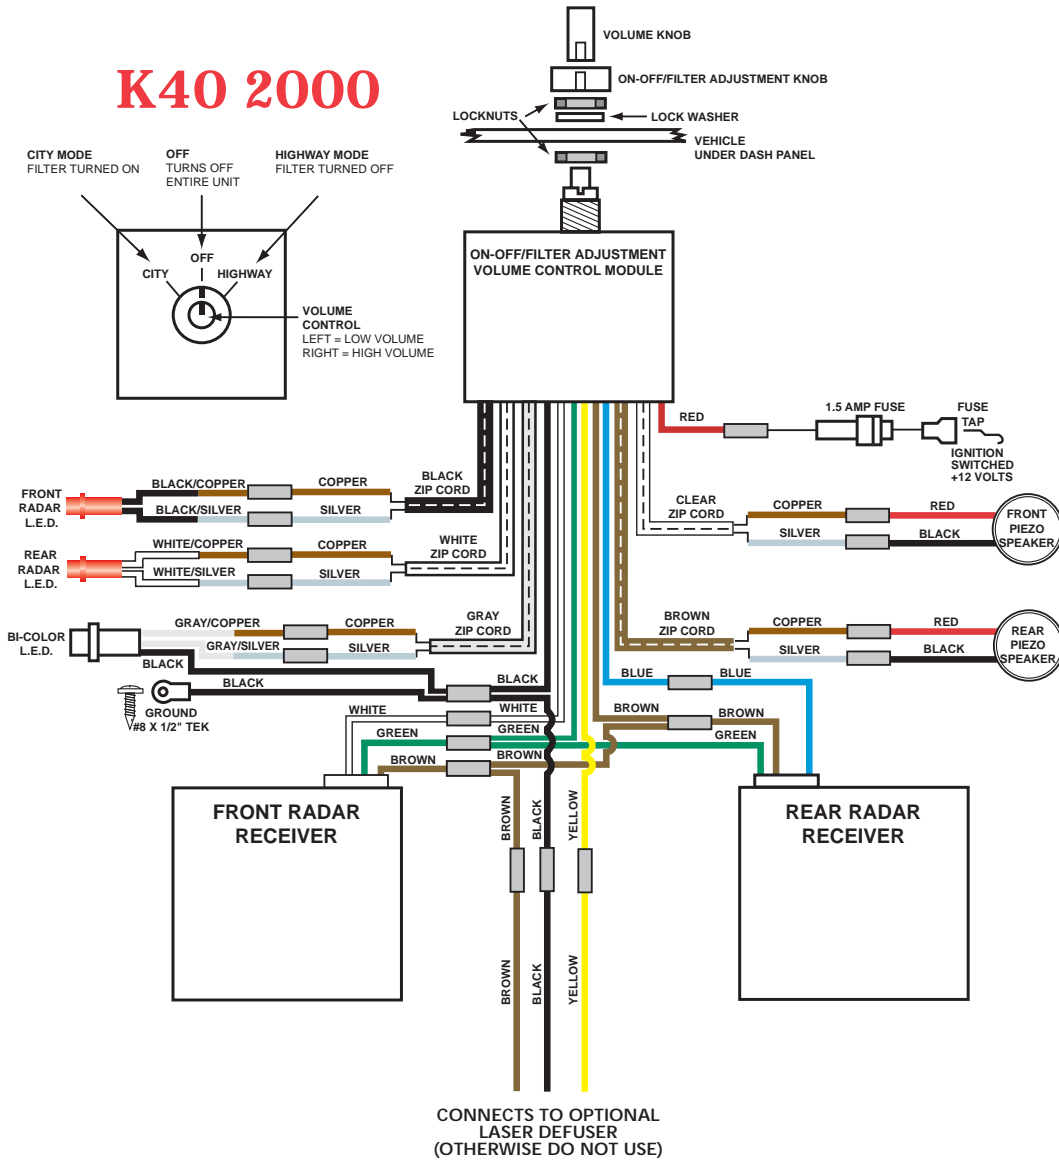 VOLUME KNOB
K40 2000
ON-OFF/FILTER ADJUSTMENT KNOB
LOCKNUTS
LOCK WASHER
VEHICLE
UNDER DASH PANEL
CITY MODE
FILTER TURNED ON
OFF
TURNS OFF
ENTIRE UNIT
HIGHWAY MODE
FILTER TURNED OFF
OFF
CITY
HIGHWAY
VOLUME
CONTROL
LEFT = LOW VOLUME
RIGHT = HIGH VOLUME
ON-OFF/FILTER ADJUSTMENT
VOLUME CONTROL MODULE
RED
1.5 AMP FUSE
FUSE
TAP
IGNITION
SWITCHED
+12 VOLTS
FRONT
RADAR
L.E.D.
BLACK/COPPER
COPPER
BLACK/SILVER
SILVER
BLACK
ZIP CORD
REAR
RADAR
L.E.D.
WHITE/COPPER
COPPER
WHITE/SILVER
SILVER
WHITE
ZIP CORD
BI-COLOR
L.E.D.
GRAY/COPPER
COPPER
GRAY/SILVER
SILVER
GRAY
ZIP CORD
BLACK
BLACK
BLACK
GROUND
#8 X 1/2" TEK
CLEAR
ZIP CORD
COPPER
RED
SILVER
BLACK
FRONT
PIEZO
SPEAKER
BROWN
ZIP CORD
COPPER
RED
SILVER
BLACK
REAR
PIEZO
SPEAKER
BLUE
BLUE
WHITE
WHITE
GREEN
GREEN
BROWN
BROWN
BROWN
BROWN
GREEN
FRONT RADAR
RECEIVER
REAR RADAR
RECEIVER
BROWN
BLACK
YELLOW
BROWN
BLACK
YELLOW
CONNECTS TO OPTIONAL
LASER DEFUSER
(OTHERWISE DO NOT USE)